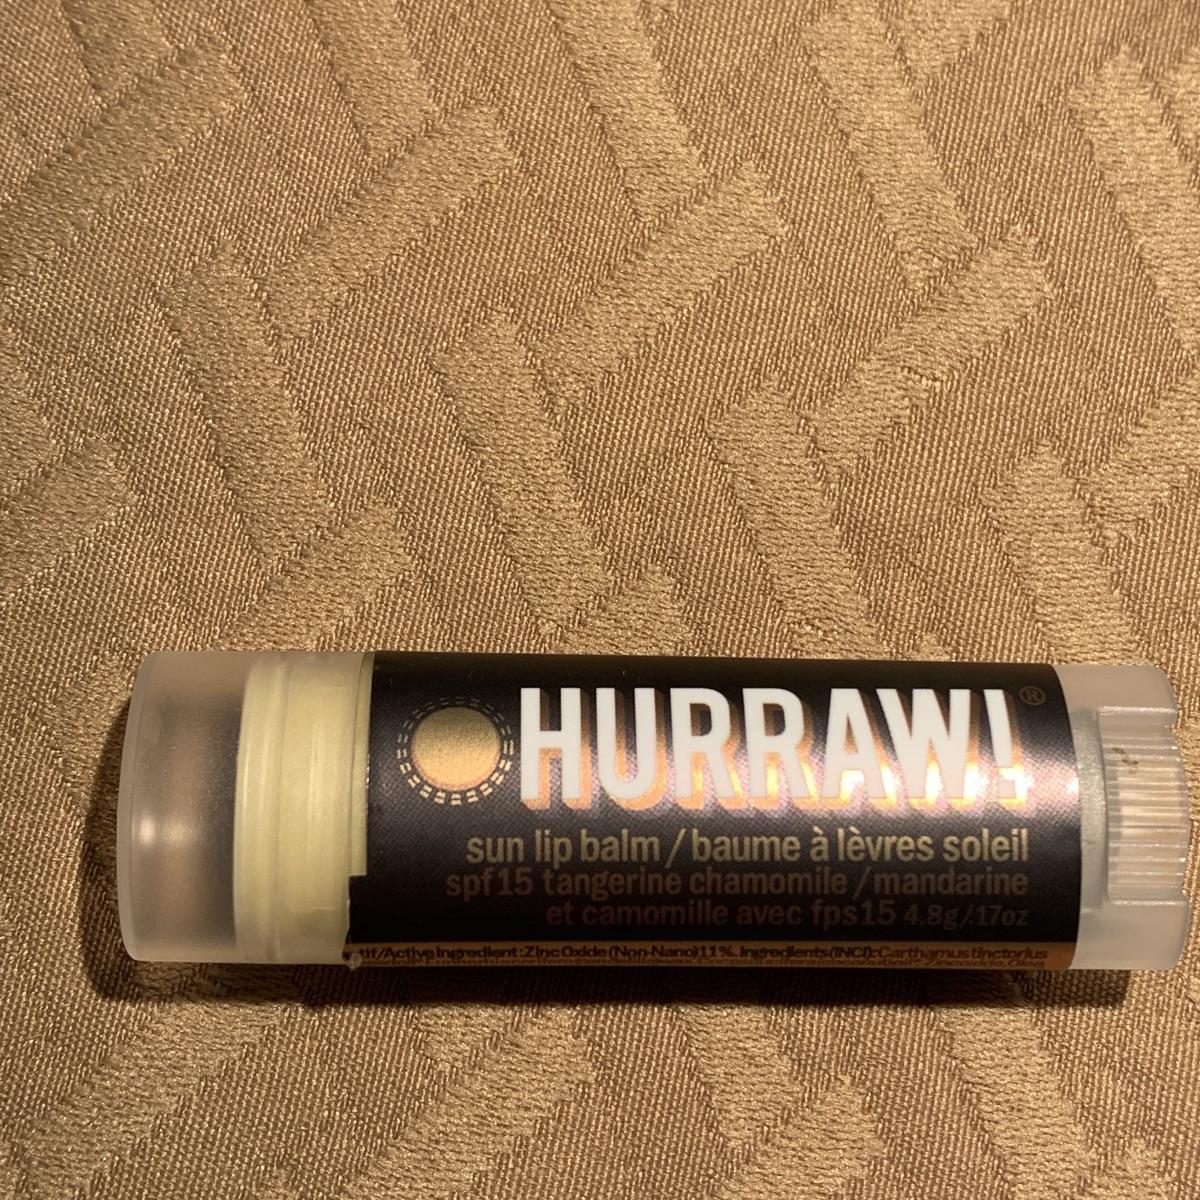 HURRAW!®
sun lip balm / baume à lèvres soleil
spf15 tangerine chamomile / mandarine
et camomille avec fps15 4.8g/.17oz
tif/Active Ingredient: Zinc Oxide (Non-Nano) 11%. Ingredients (INCI): Carthamus tinctorius